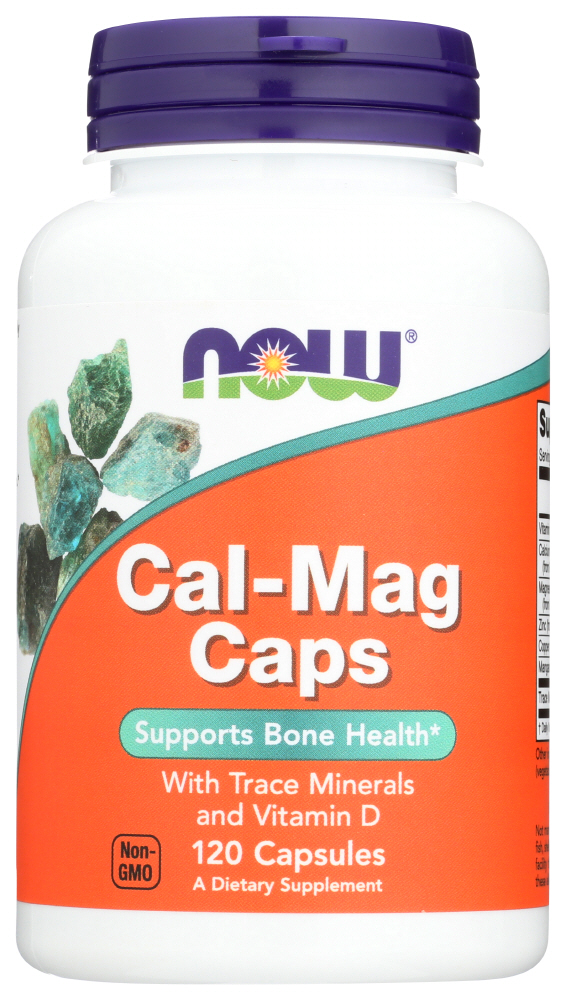 now®
Cal-Mag
Caps
Supports Bone Health*
With Trace Minerals
and Vitamin D
Non-
GMO
120 Capsules
A Dietary Supplement